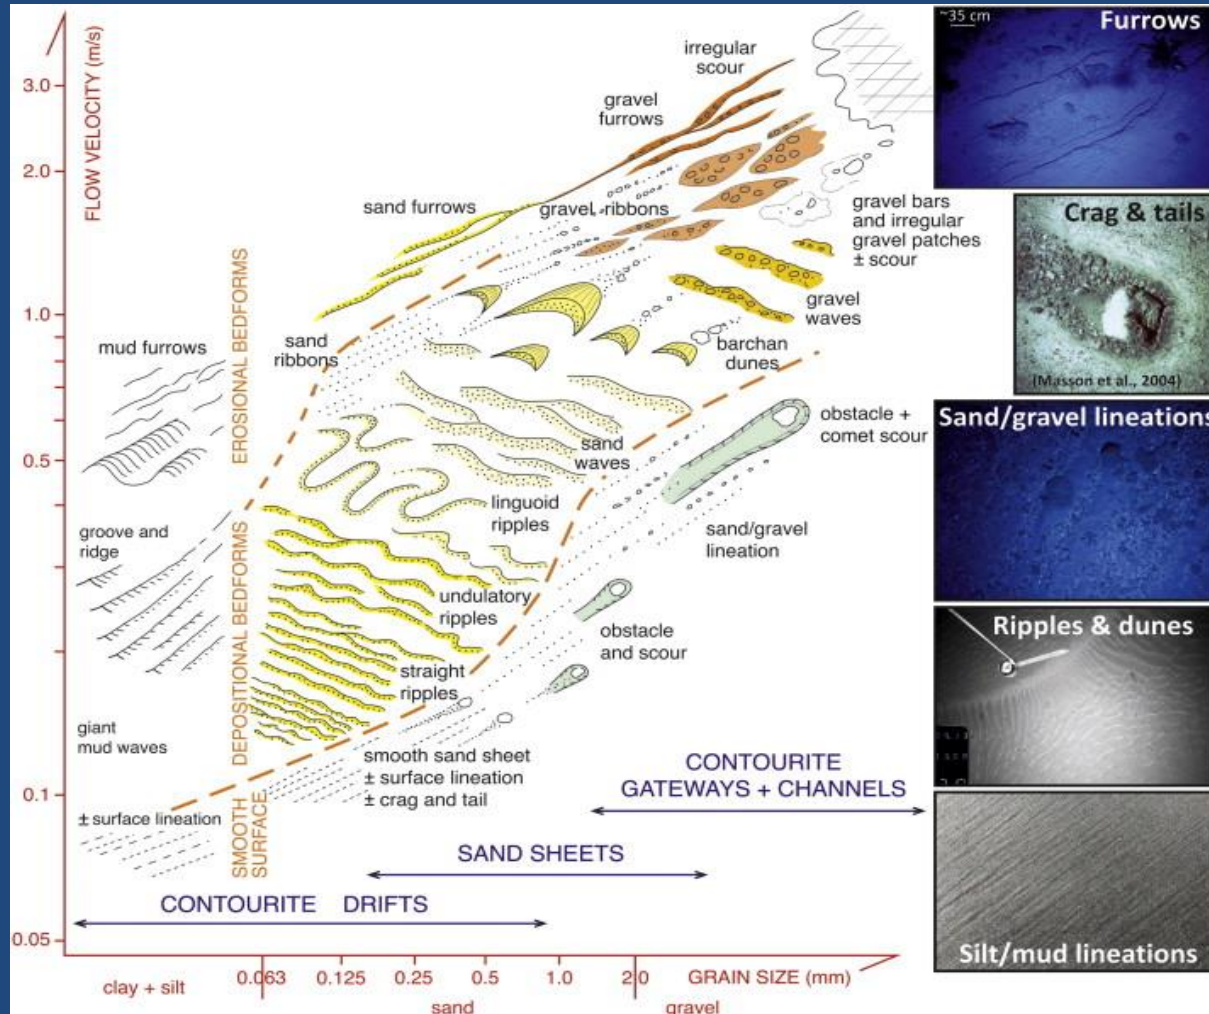 FLOW VELOCITY (m/s)
3.0
2.0
1.0
0.5
0.1
0.05
irregular
scour
gravel
furrows
sand furrows
gravel ribbons
gravel bars
and irregular
gravel patches
± scour
gravel
waves
barchan
dunes
sand
ribbons
mud furrows
EROSIONAL BEDFORMS
sand
waves
obstacle +
comet scour
linguoid
ripples
sand/gravel
lineation
groove and
ridge
undulatory
ripples
obstacle
and scour
straight
ripples
DEPOSITIONAL BEDFORMS
giant
mud waves
smooth sand sheet
± surface lineation
± crag and tail
± surface lineation
SMOOTH
SURFACE
CONTOURITE
GATEWAYS + CHANNELS
SAND SHEETS
CONTOURITE DRIFTS
0.063 0.125 0.25 0.5 1.0 2.0 GRAIN SIZE (mm)
clay + silt sand gravel
~35 cm
Furrows
Crag & tails
(Masson et al., 2004)
Sand/gravel lineations
Ripples & dunes
Silt/mud lineations